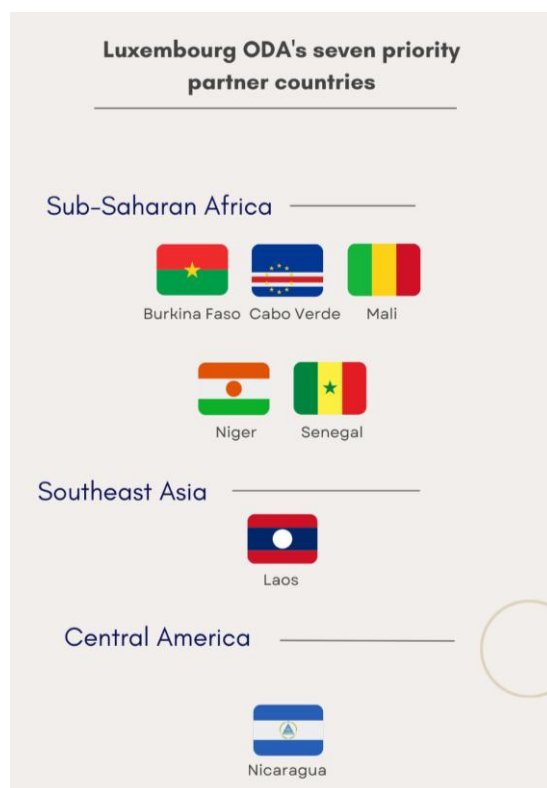 Luxembourg ODA's seven priority
partner countries
Sub-Saharan Africa
Burkina Faso Cabo Verde Mali
Niger Senegal
Southeast Asia
Laos
Central America
Nicaragua